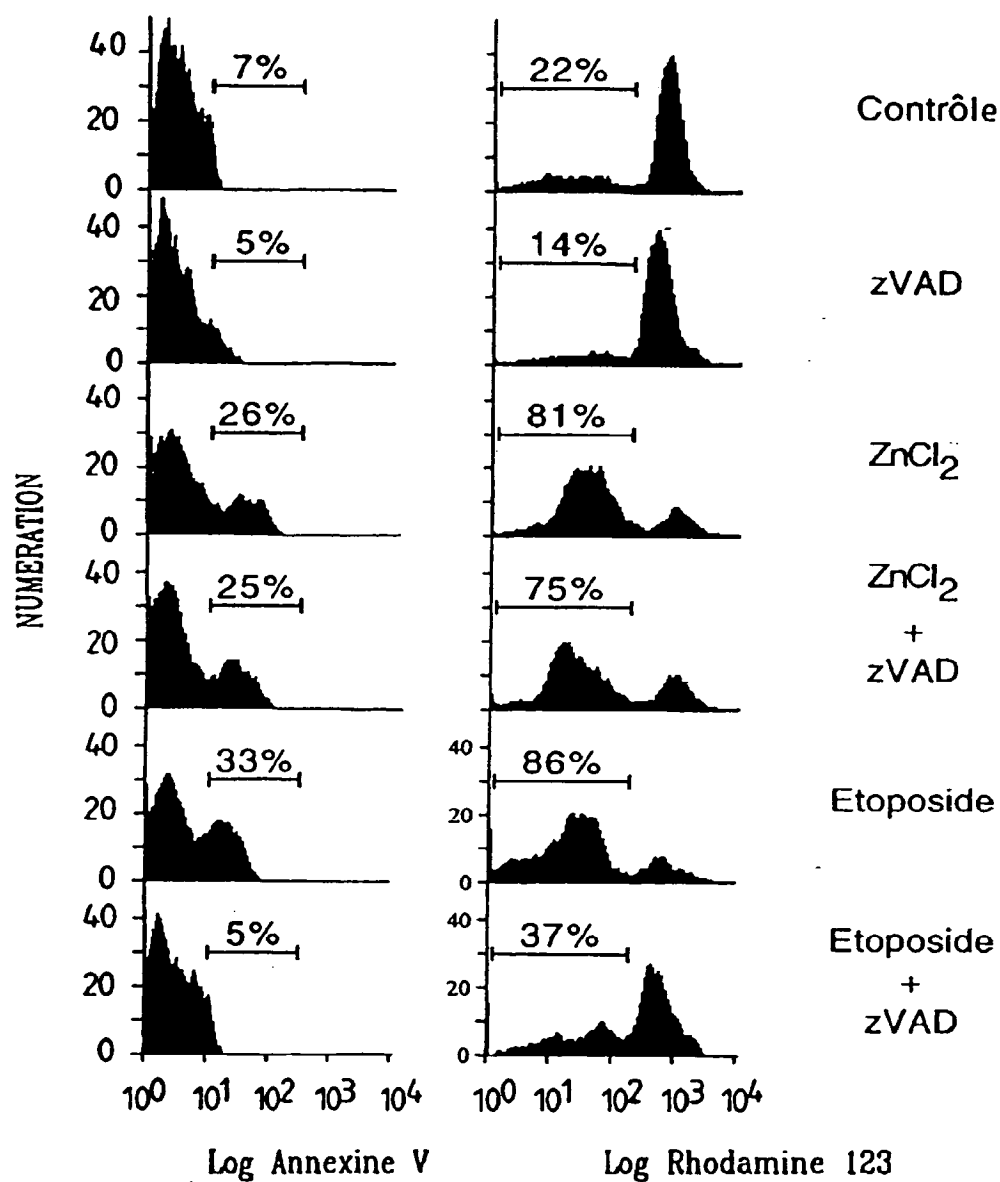 40
20
0
7%
22%
Contrôle
40
20
0
5%
14%
zVAD
40
20
0
26%
81%
ZnCl2
40
20
0
25%
75%
ZnCl2
+
zVAD
40
20
0
33%
40
20
0
86%
Etoposide
40
20
0
5%
40
20
0
37%
Etoposide
+
zVAD
NUMERATION
10^0 10^1 10^2 10^3 10^4
10^0 10^1 10^2 10^3 10^4
Log Annexine V
Log Rhodamine 123